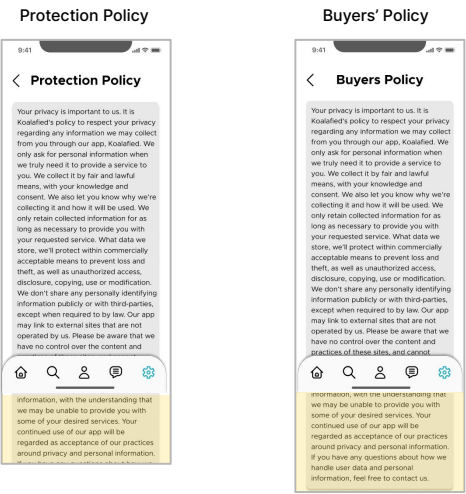 Protection Policy
9:41
Protection Policy
Your privacy is important to us. It is
Koalafied's policy to respect your privacy
regarding any information we may collect
from you through our app, Koalafied. We
only ask for personal information when
we truly need it to provide a service to
you. We collect it by fair and lawful
means, with your knowledge and
consent. We also let you know why we're
collecting it and how it will be used. We
only retain collected information for as
long as necessary to provide you with
your requested service. What data we
store, we'll protect within commercially
acceptable means to prevent loss and
theft, as well as unauthorized access,
disclosure, copying, use or modification.
We don't share any personally identifying
information publicly or with third-parties,
except when required to by law. Our app
may link to external sites that are not
operated by us. Please be aware that we
have no control over the content and
information, with the understanding that
we may be unable to provide you with
some of your desired services. Your
continued use of our app will be
regarded as acceptance of our practices
around privacy and personal information.
Buyers' Policy
9:41
Buyers Policy
Your privacy is important to us. It is
Koalafied's policy to respect your privacy
regarding any information we may collect
from you through our app, Koalafied. We
only ask for personal information when
we truly need it to provide a service to
you. We collect it by fair and lawful
means, with your knowledge and
consent. We also let you know why we're
collecting it and how it will be used. We
only retain collected information for as
long as necessary to provide you with
your requested service. What data we
store, we'll protect within commercially
acceptable means to prevent loss and
theft, as well as unauthorized access,
disclosure, copying, use or modification.
We don't share any personally identifying
information publicly or with third-parties,
except when required to by law. Our app
may link to external sites that are not
operated by us. Please be aware that we
have no control over the content and
practices of these sites, and cannot
information, with the understanding that
we may be unable to provide you with
some of your desired services. Your
continued use of our app will be
regarded as acceptance of our practices
around privacy and personal information.
If you have any questions about how we
handle user data and personal
information, feel free to contact us.